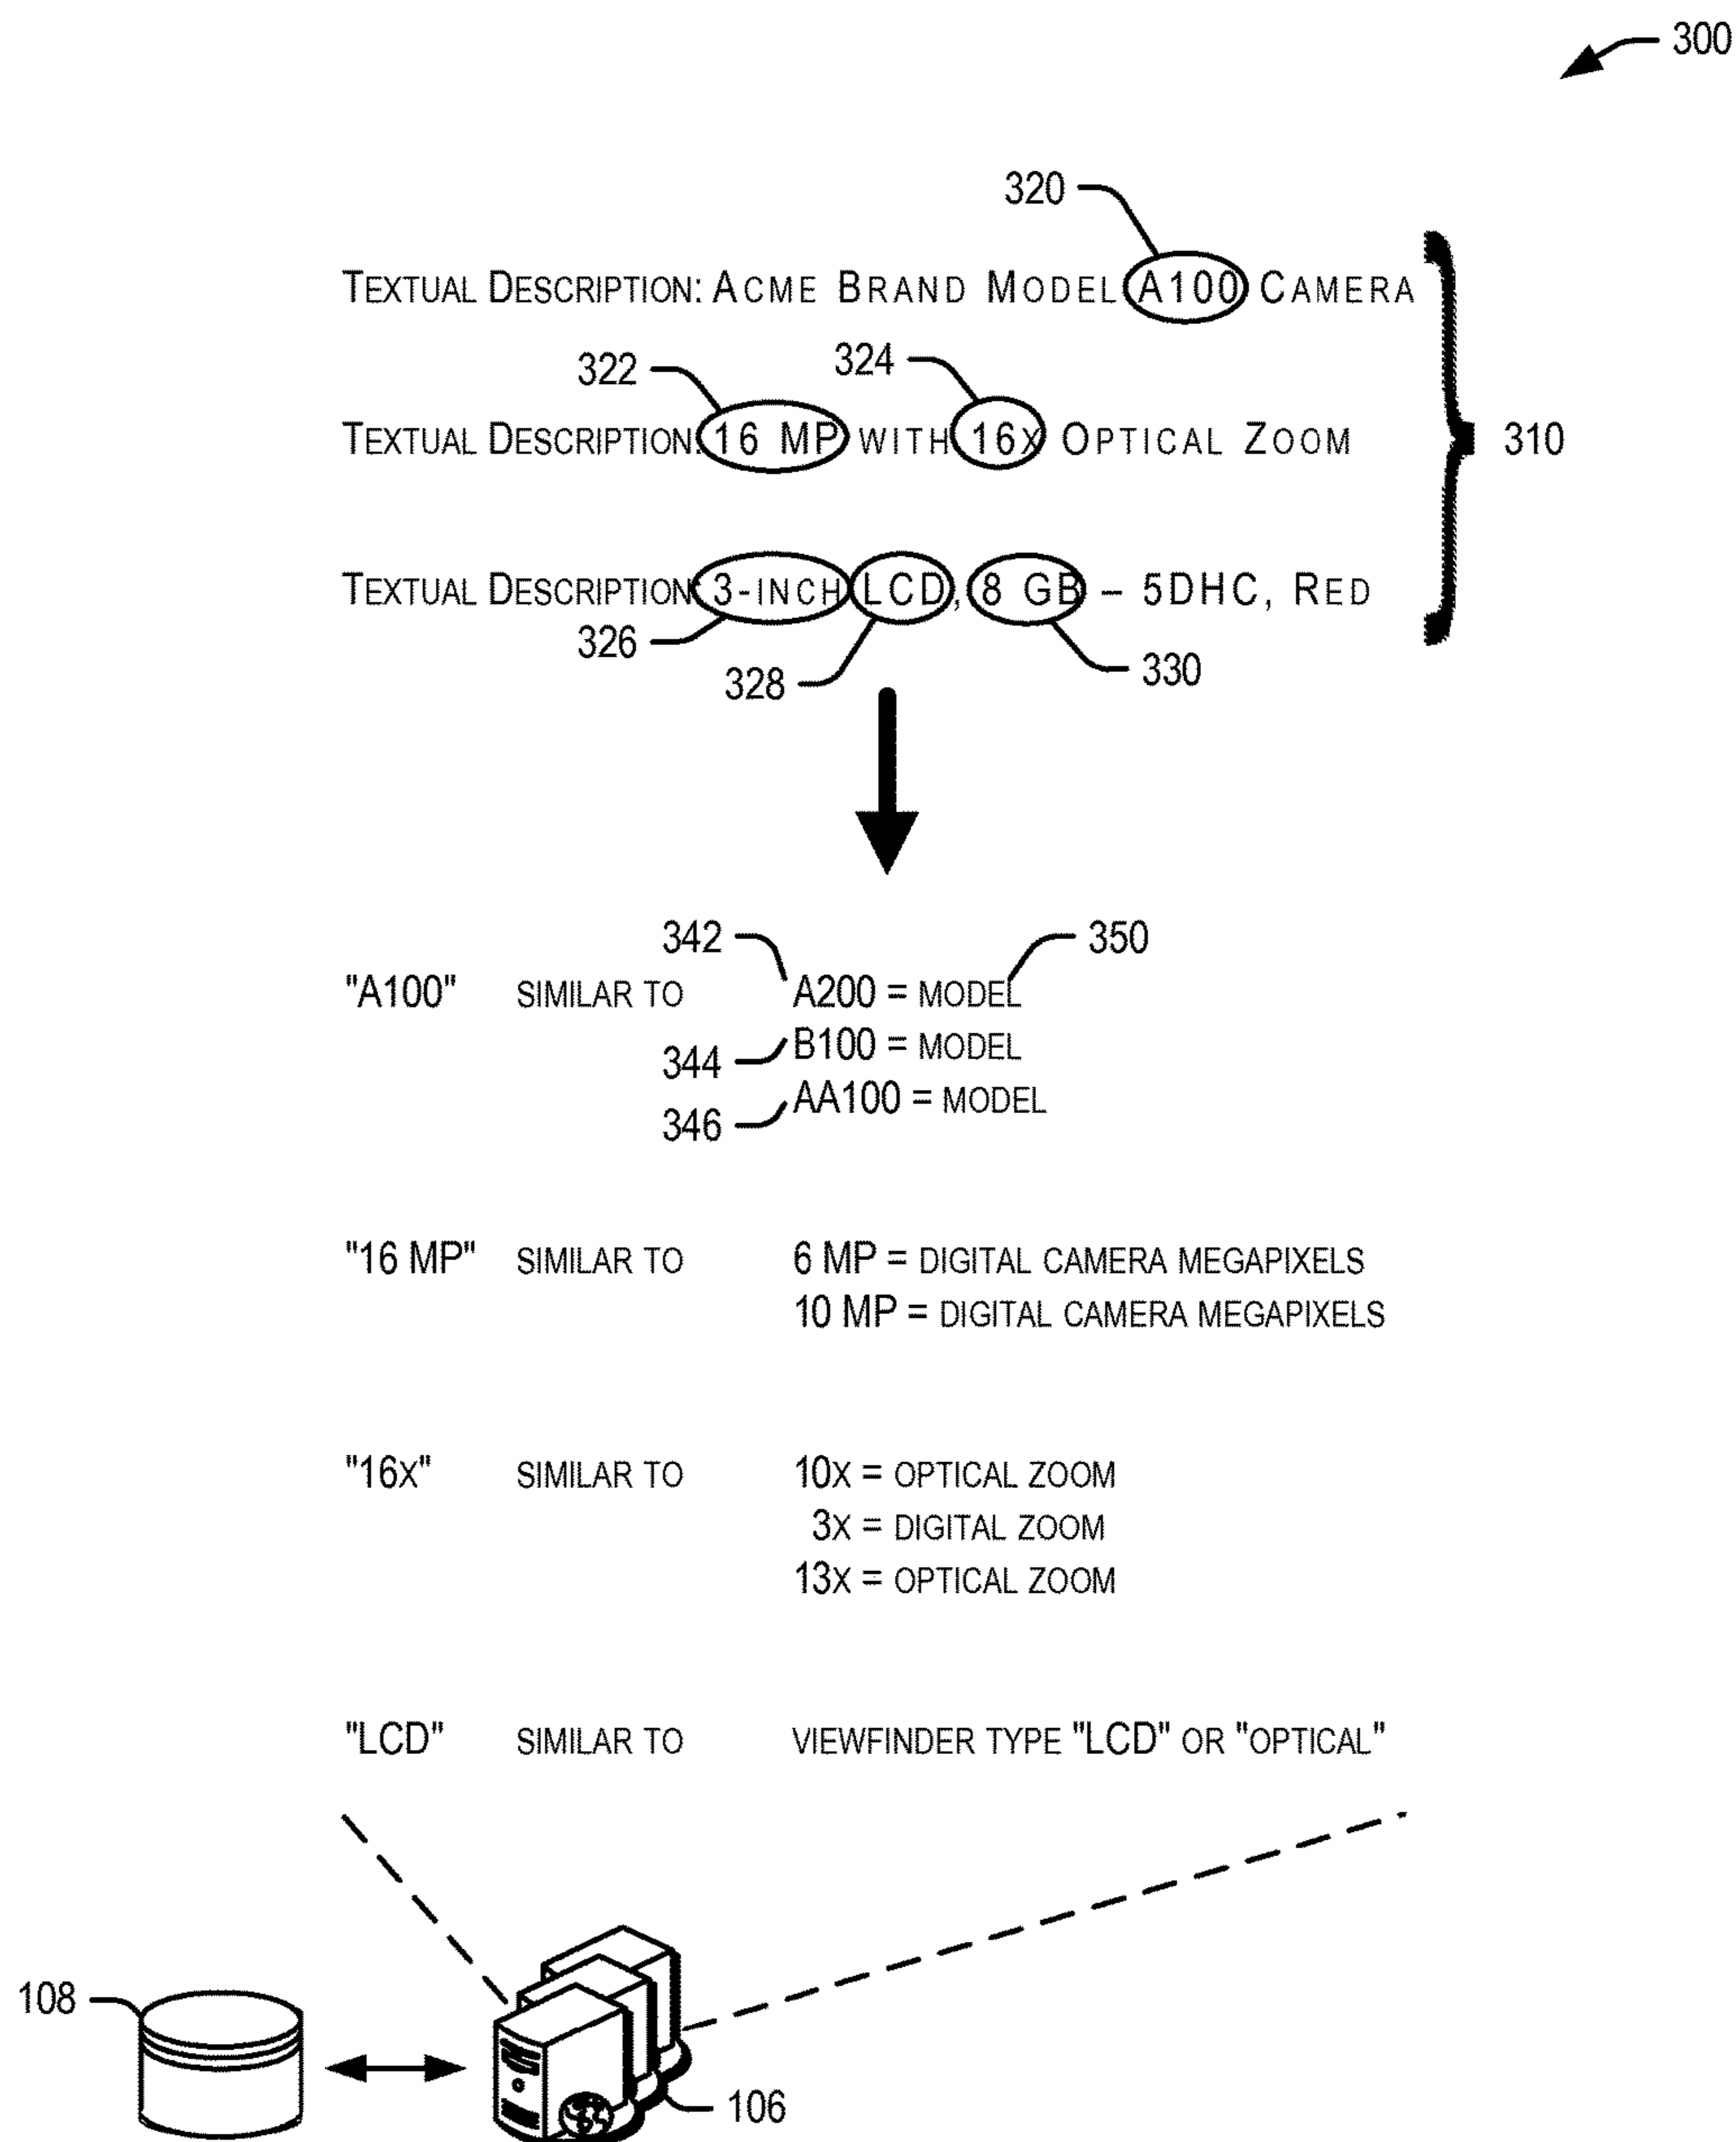 300
320
TEXTUAL DESCRIPTION: ACME BRAND MODEL A100 CAMERA
322
324
TEXTUAL DESCRIPTION: 16 MP WITH 16X OPTICAL ZOOM
310
TEXTUAL DESCRIPTION: 3-INCH LCD, 8 GB – 5DHC, RED
326
328
330
342
350
"A100" SIMILAR TO A200 = MODEL
344 B100 = MODEL
346 AA100 = MODEL
"16 MP" SIMILAR TO 6 MP = DIGITAL CAMERA MEGAPIXELS
10 MP = DIGITAL CAMERA MEGAPIXELS
"16X" SIMILAR TO 10X = OPTICAL ZOOM
3X = DIGITAL ZOOM
13X = OPTICAL ZOOM
"LCD" SIMILAR TO VIEWFINDER TYPE "LCD" OR "OPTICAL"
108
106